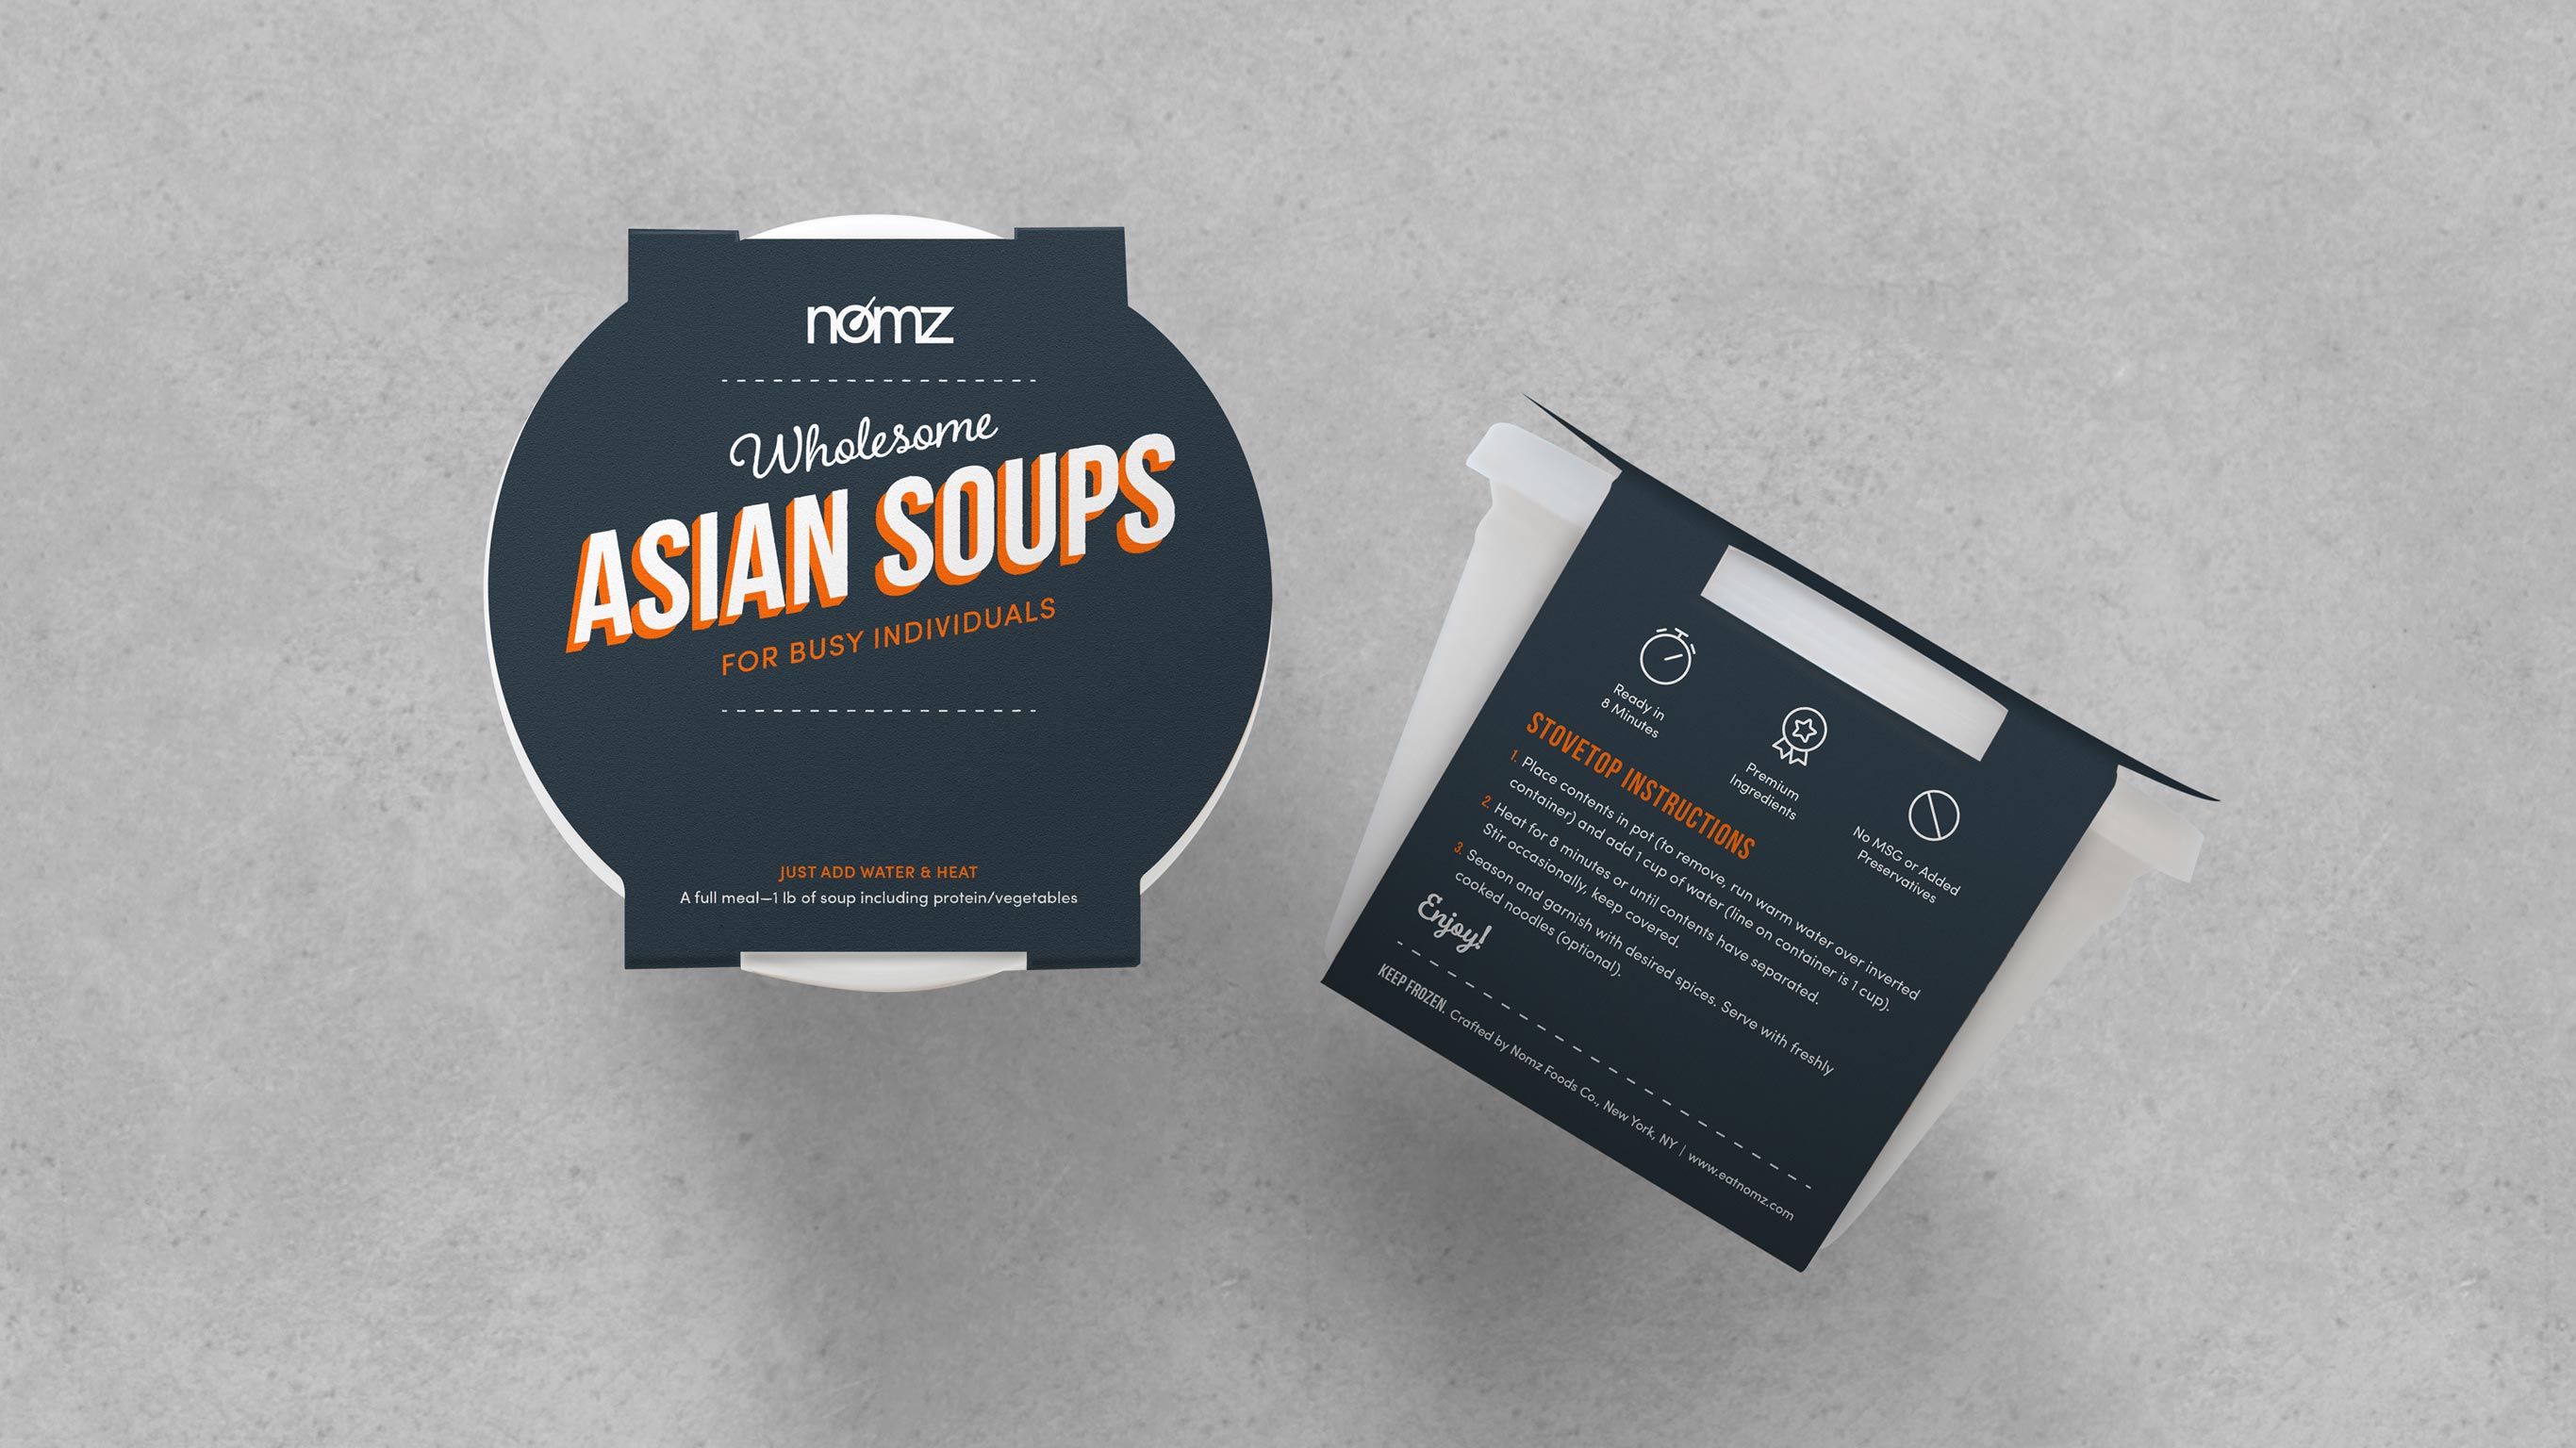 nomz
Wholesome
ASIAN SOUPS
FOR BUSY INDIVIDUALS
JUST ADD WATER & HEAT
A full meal—1 lb of soup including protein/vegetables
Ready in
8 Minutes
Premium
Ingredients
No MSG or Added
Preservatives
STOVETOP INSTRUCTIONS
1. Place contents in pot (to remove, run warm water over inverted
container) and add 1 cup of water (line on container is 1 cup).
2. Heat for 8 minutes or until contents have separated.
Stir occasionally, keep covered.
3. Season and garnish with desired spices. Serve with freshly
cooked noodles (optional).
Enjoy!
KEEP FROZEN. Crafted by Nomz Foods Co., New York, NY | www.eatnomz.com